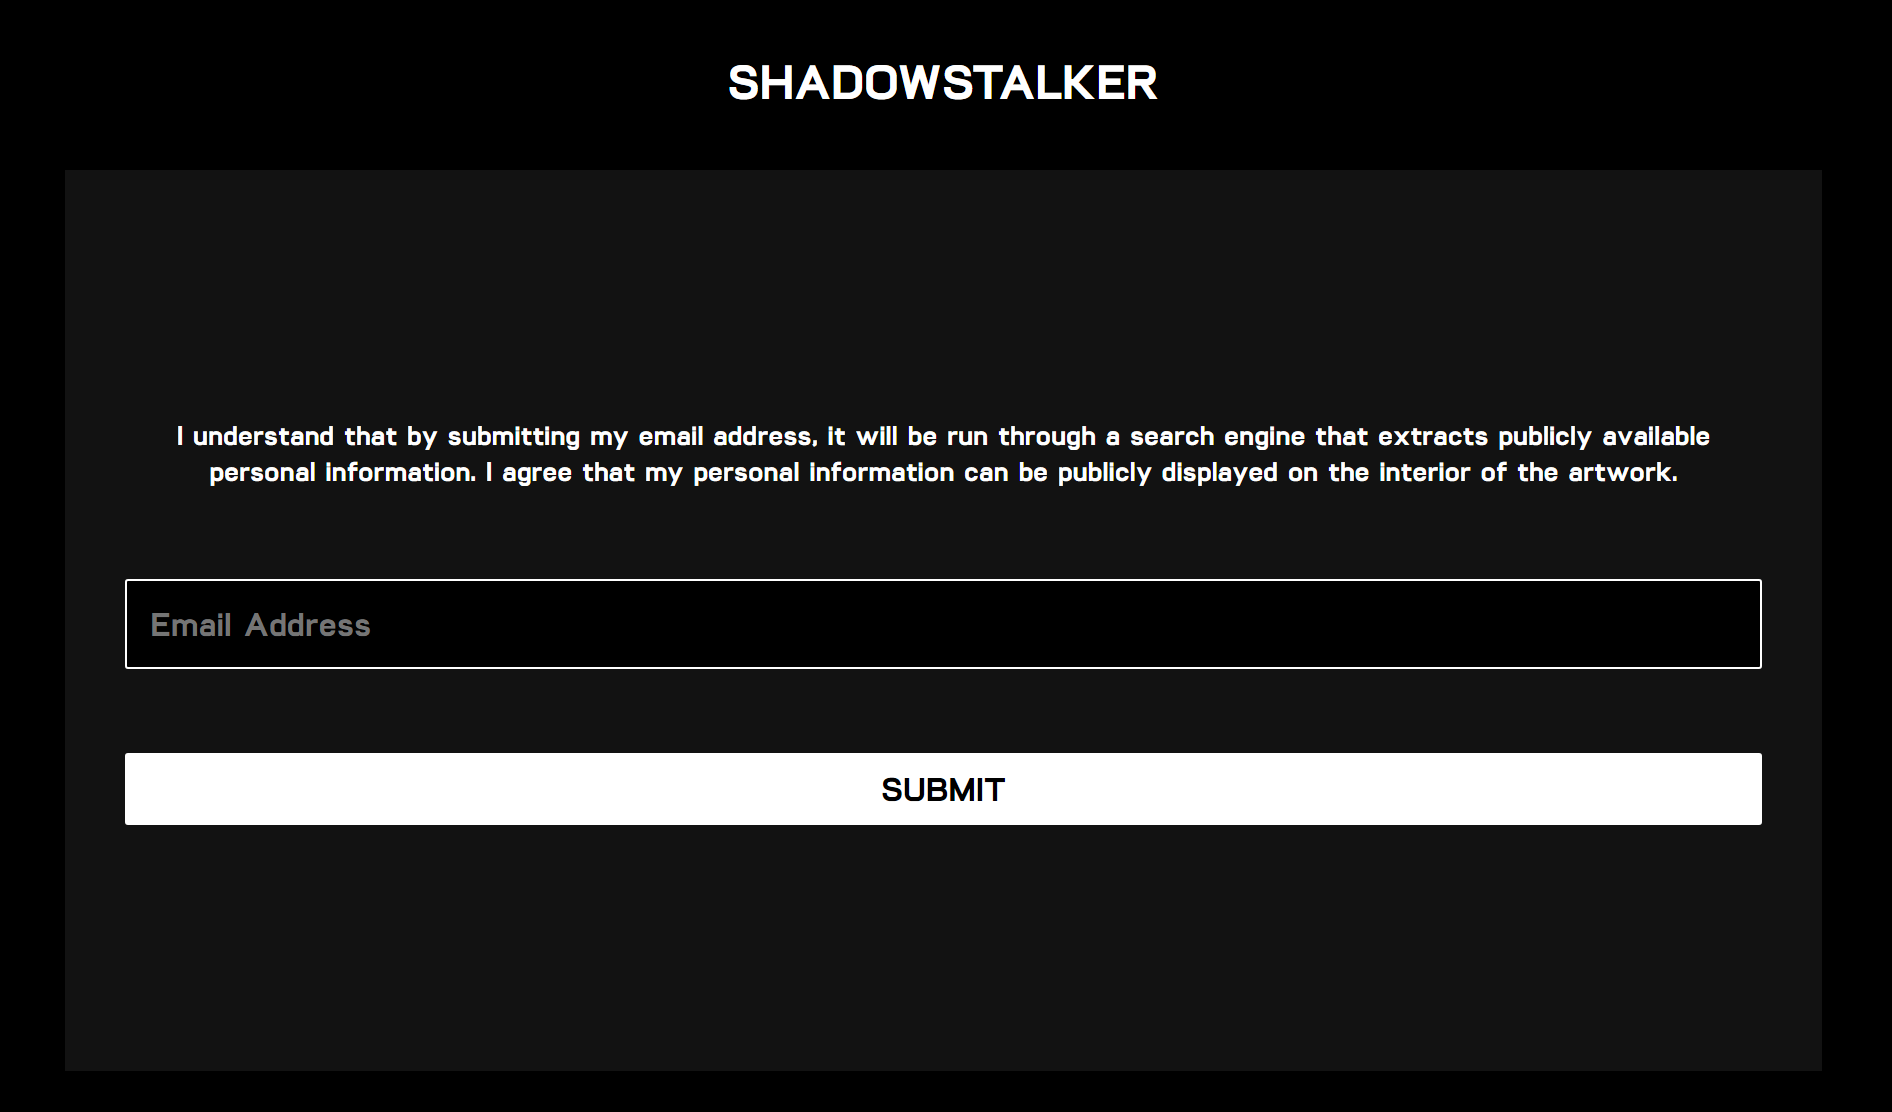 SHADOWSTALKER
I understand that by submitting my email address, it will be run through a search engine that extracts publicly available
personal information. I agree that my personal information can be publicly displayed on the interior of the artwork.
Email Address
SUBMIT